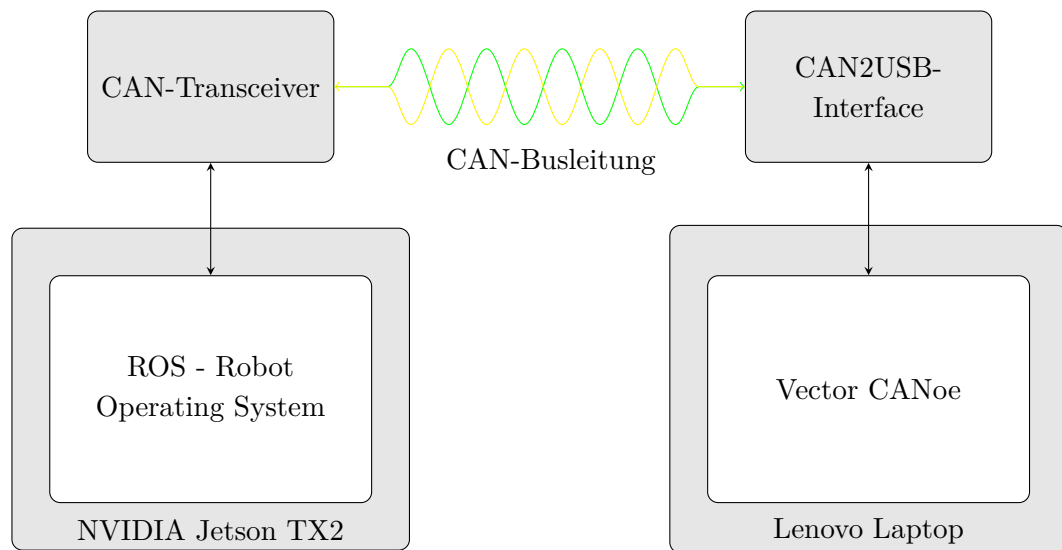 CAN-Transceiver
CAN2USB-
Interface
CAN-Busleitung
ROS - Robot
Operating System
Vector CANoe
NVIDIA Jetson TX2
Lenovo Laptop